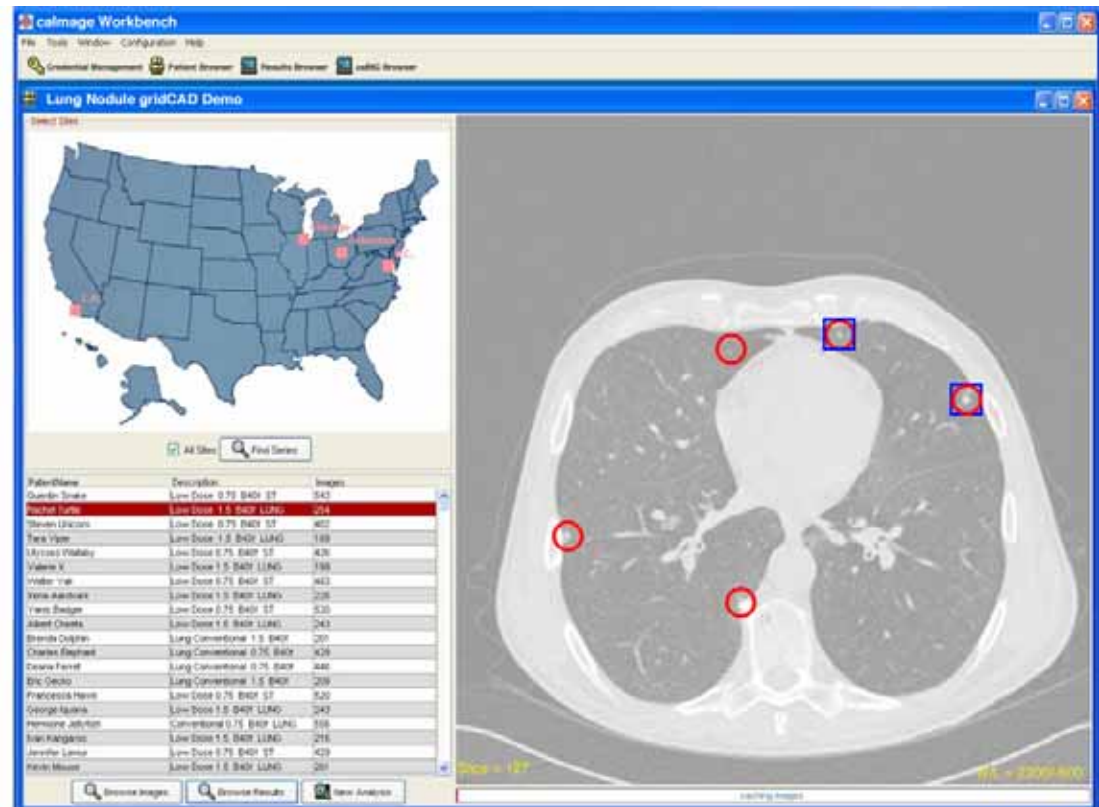 caImage Workbench
File Tools Window Configuration Help
Credential Management Patient Browser Results Browser caBIG Browser
Lung Nodule gridCAD Demo
Select Sites
All Sites Find Series
PatientName Description Images
Quentin Snake Low Dose 0.75 B40f ST 543
Rachel Turtle Low Dose 1.5 B40f LUNG 254
Steven Unicorn Low Dose 0.75 B40f ST 402
Tara Viper Low Dose 1.5 B40f LUNG
Ulysses Wallaby Low Dose 0.75 B40f ST
Valerie X Low Dose 1.5 B40f LUNG 198
Walter Yak Low Dose 0.75 B40f ST
Xena Aardvark Low Dose 1.5 B40f LUNG
Yanis Badger Low Dose 0.75 B40f ST
Albert Cheeta Low Dose 1.5 B40f LUNG 243
Brenda Dolphin Lung Conventional 1.5 B40f 201
Charles Elephant Lung Conventional 0.75 B40f
Deana Ferret Lung Conventional 0.75 B40f
Eric Gecko Lung Conventional 1.5 B40f 209
Francesca Hawk Low Dose 0.75 B40f ST 520
George Iguana Low Dose 1.5 B40f LUNG 243
Hermione Jellyfish Conventional 0.75 B40f LUNG
Ivan Kangaroo Low Dose 1.5 B40f LUNG
Jennifer Lemur Low Dose 0.75 B40f ST
Kevin Mouse Low Dose 1.5 B40f LUNG 201
Browse Images Browse Results New Analysis
Slice = 127
caching images